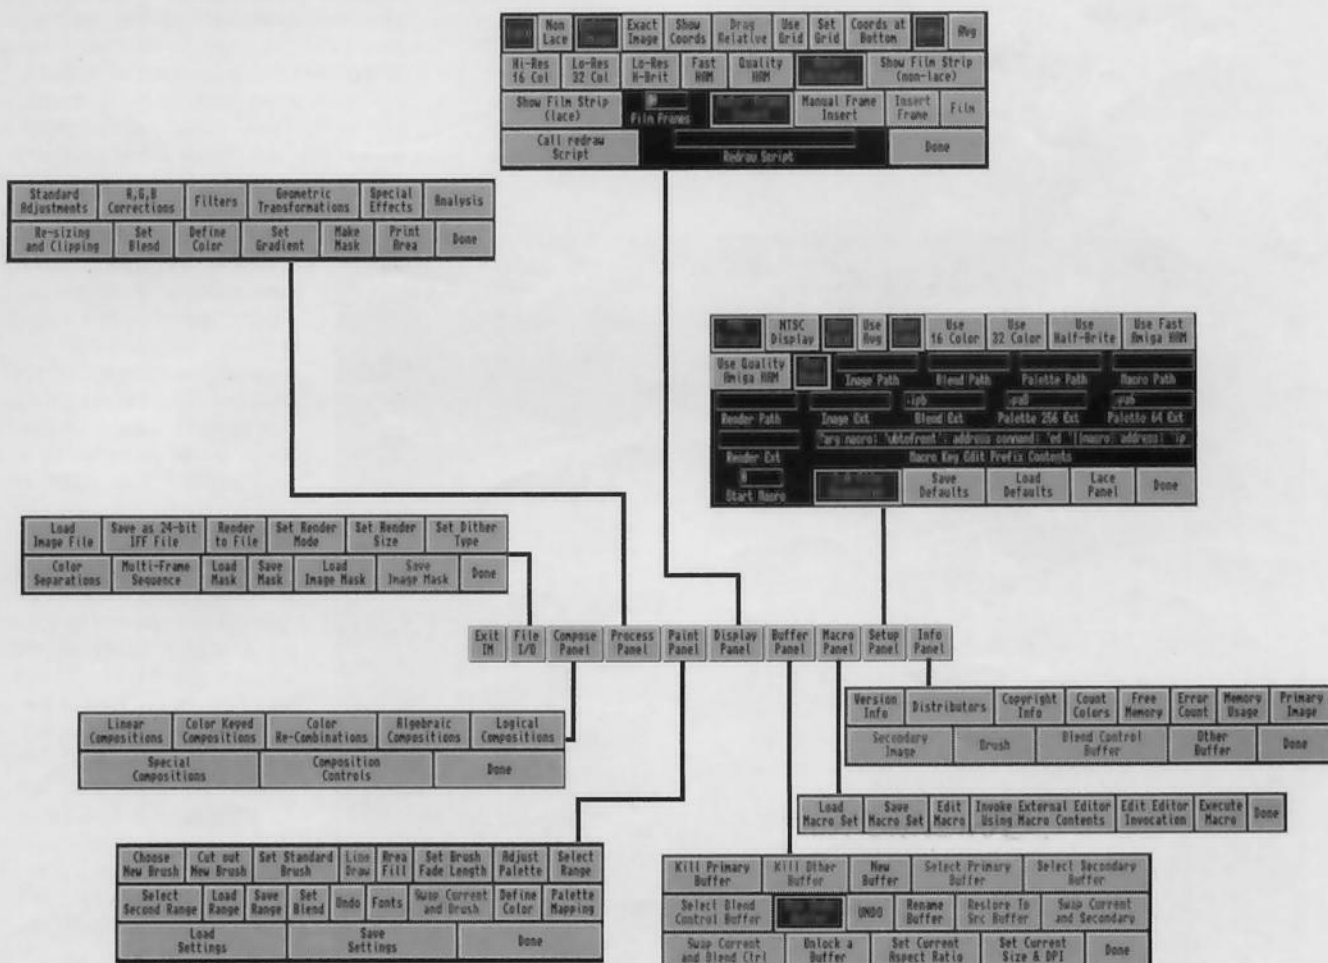 Non Lace
Exact Image
Show Coords
Drag Relative
Use Grid
Set Grid
Coords at Bottom
Avg
Hi-Res 16 Col
Lo-Res 32 Col
Lo-Res H-Brit
Fast HAM
Quality HAM
Show Film Strip (non-lace)
Show Film Strip (lace)
Film Frames
Manual Frame Insert
Insert Frame
Film
Call redraw Script
Redraw Script
Done
Standard Adjustments
R,G,B Corrections
Filters
Geometric Transformations
Special Effects
Analysis
Re-sizing and Clipping
Set Blend
Define Color
Set Gradient
Make Mask
Print Area
Done
NTSC Display
Use Avg
Use 16 Color
Use 32 Color
Use Half-Brite
Use Fast Amiga HAM
Use Quality Amiga HAM
Image Path
Blend Path
Palette Path
Macro Path
Render Path
Image Ext
Blend Ext
Palette 256 Ext
Palette 64 Ext
Render Ext
Macro Key Edit Prefix Contents
Start Macro
Save Defaults
Load Defaults
Lace Panel
Done
Load Image File
Save as 24-bit IFF File
Render to File
Set Render Mode
Set Render Size
Set Dither Type
Color Separations
Multi-Frame Sequence
Load Mask
Save Mask
Load Image Mask
Save Image Mask
Done
Exit IM
File I/O
Compose Panel
Process Panel
Paint Panel
Display Panel
Buffer Panel
Macro Panel
Setup Panel
Info Panel
Version Info
Distributors
Copyright Info
Count Colors
Free Memory
Error Count
Memory Usage
Primary Image
Secondary Image
Brush
Blend Control Buffer
Other Buffer
Done
Linear Compositions
Color Keyed Compositions
Color Re-Combinations
Algebraic Compositions
Logical Compositions
Special Compositions
Composition Controls
Done
Load Macro Set
Save Macro Set
Edit Macro
Invoke External Editor Using Macro Contents
Edit Editor Invocation
Execute Macro
Done
Choose New Brush
Cut out New Brush
Set Standard Brush
Line Draw
Area Fill
Set Brush Fade Length
Adjust Palette
Select Range
Select Second Range
Load Range
Save Range
Set Blend
Undo
Fonts
Swap Current and Brush
Define Color
Palette Mapping
Load Settings
Save Settings
Done
Kill Primary Buffer
Kill Other Buffer
New Buffer
Select Primary Buffer
Select Secondary Buffer
Select Blend Control Buffer
UNDO
Rename Buffer
Restore To Src Buffer
Swap Current and Secondary
Swap Current and Blend Ctrl
Unlock a Buffer
Set Current Aspect Ratio
Set Current Size & DPI
Done